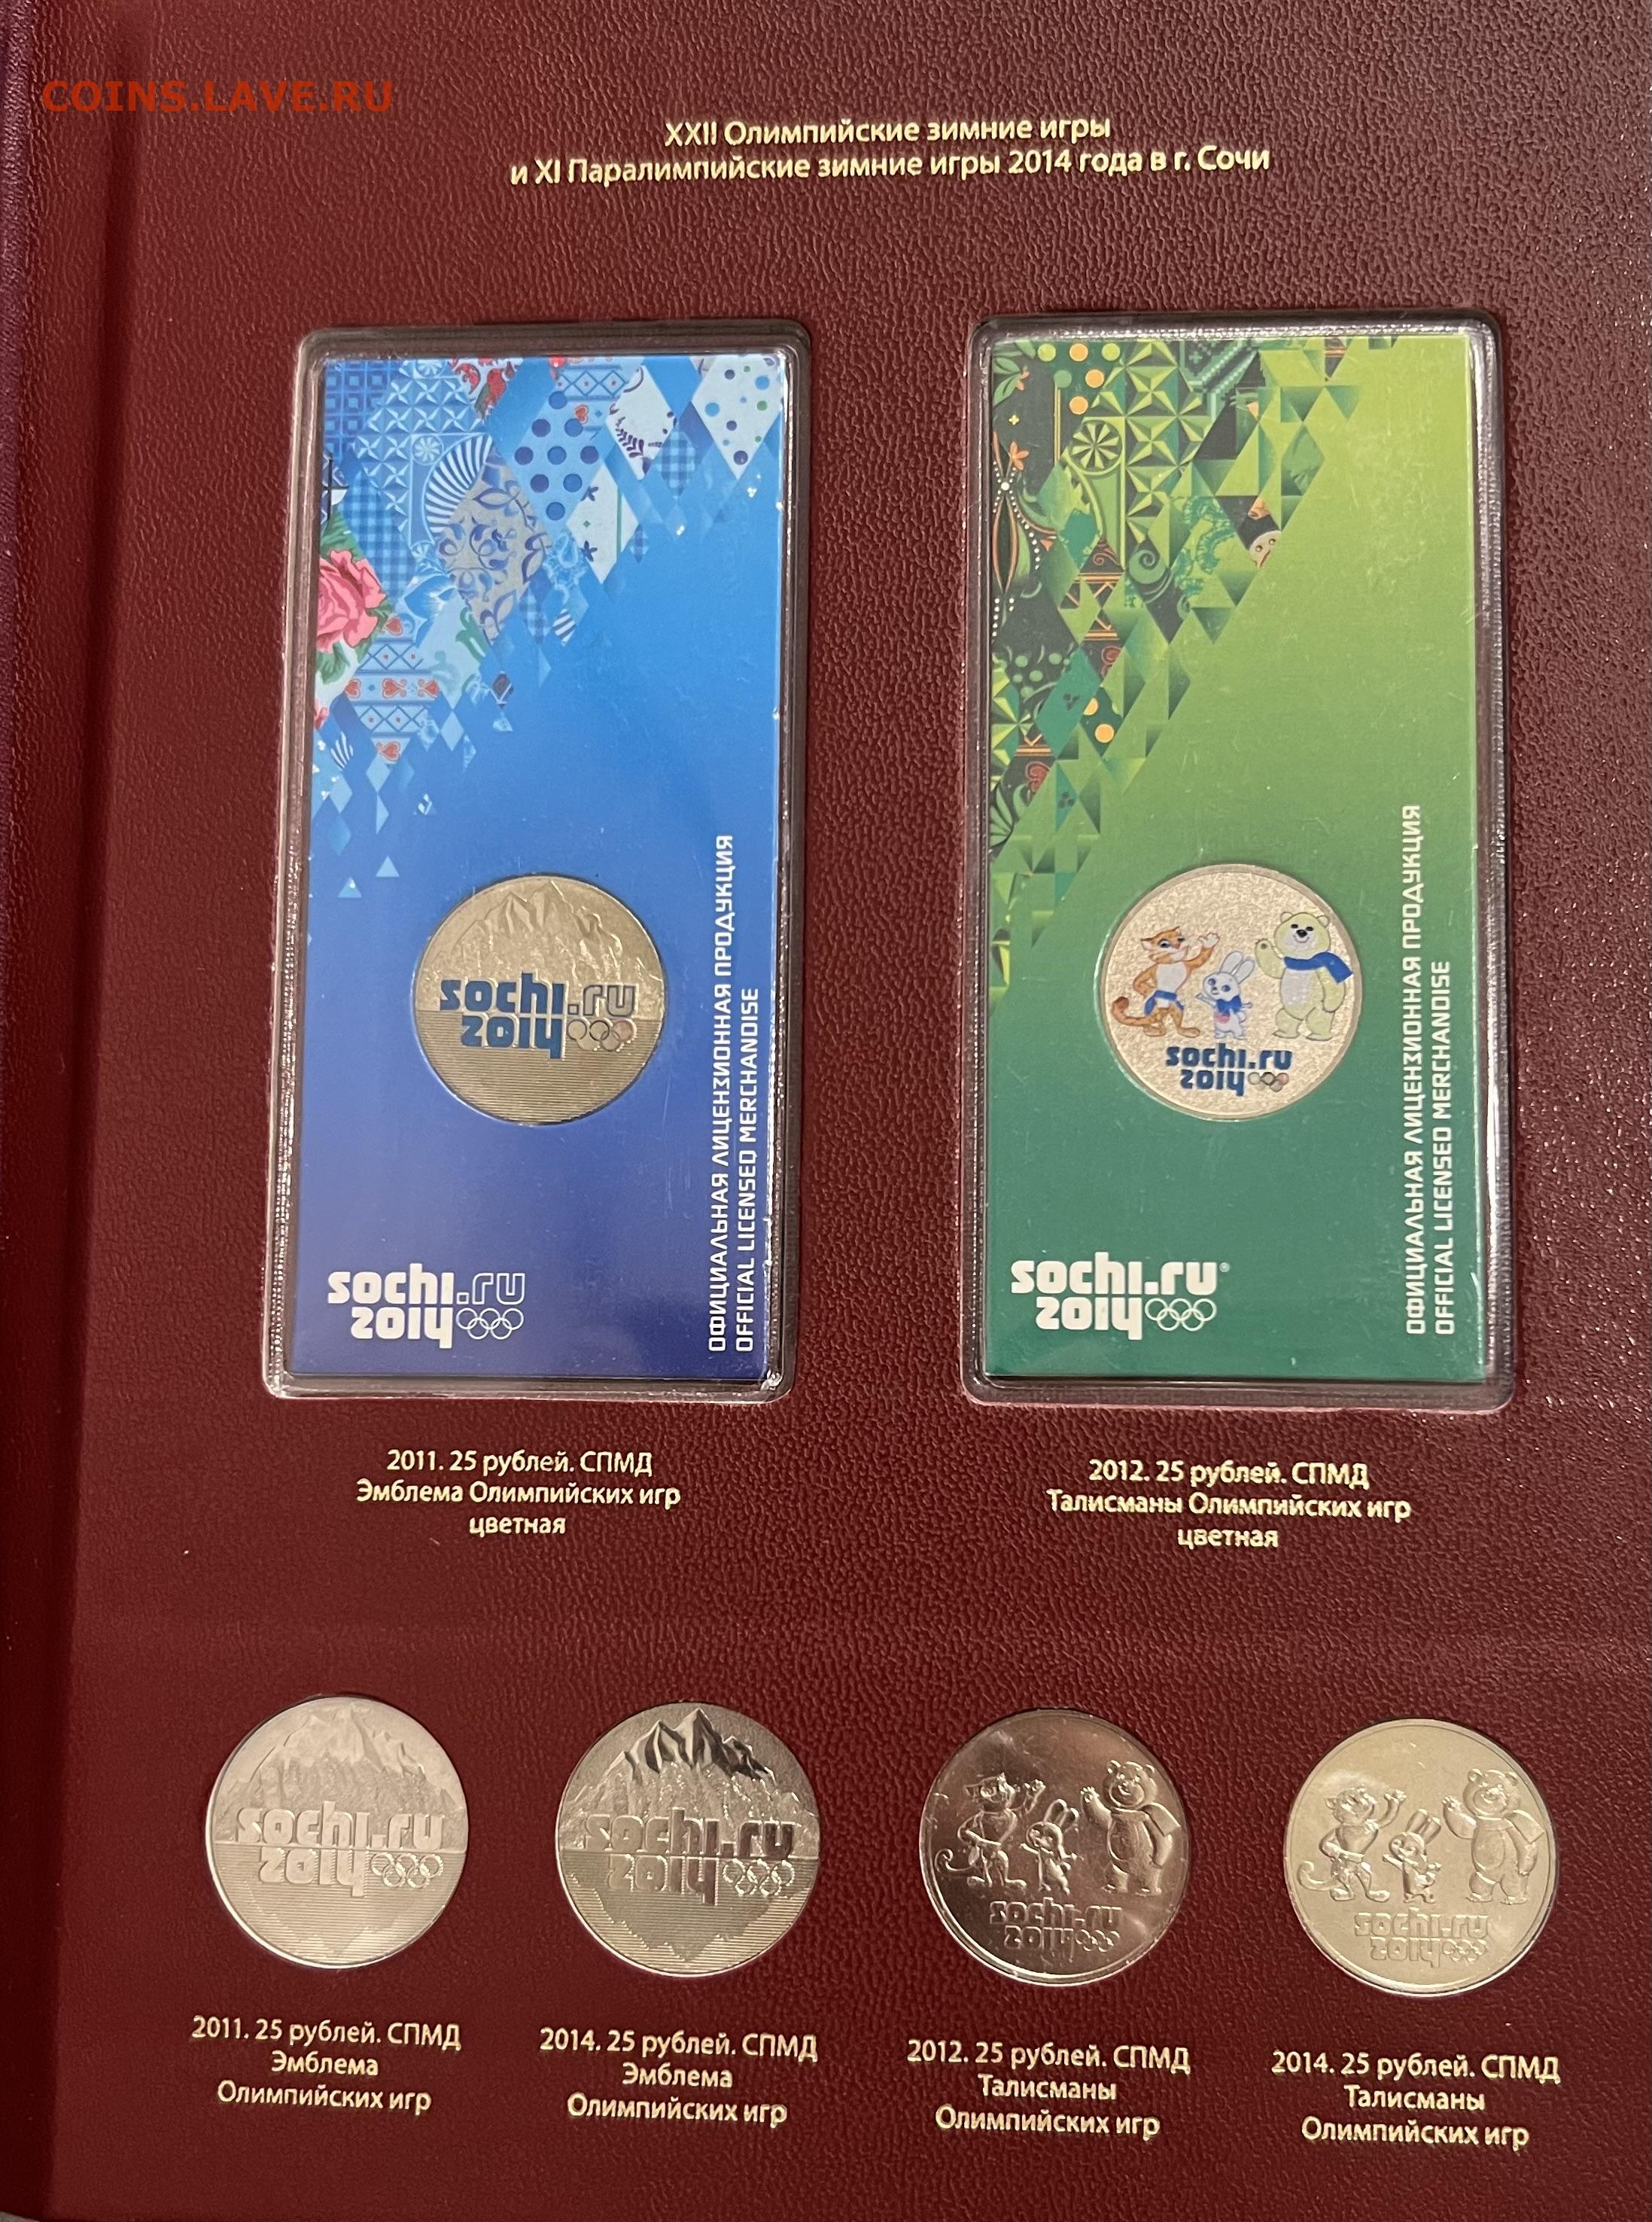 COINS.LAVE.RU
XXII Олимпийские зимние игры
и XI Паралимпийские зимние игры 2014 года в г. Сочи
sochi.ru
2014
ОФИЦИАЛЬНАЯ ЛИЦЕНЗИОННАЯ ПРОДУКЦИЯ
OFFICIAL LICENSED MERCHANDISE
sochi.ru
2014
sochi.ru
2014
ОФИЦИАЛЬНАЯ ЛИЦЕНЗИОННАЯ ПРОДУКЦИЯ
OFFICIAL LICENSED MERCHANDISE
sochi.ru®
2014
2011. 25 рублей. СПМД
Эмблема Олимпийских игр
цветная
2012. 25 рублей. СПМД
Талисманы Олимпийских игр
цветная
sochi.ru
2014
sochi.ru
2014
sochi.ru
2014
sochi.ru
2014
2011. 25 рублей. СПМД
Эмблема
Олимпийских игр
2014. 25 рублей. СПМД
Эмблема
Олимпийских игр
2012. 25 рублей. СПМД
Талисманы
Олимпийских игр
2014. 25 рублей. СПМД
Талисманы
Олимпийских игр